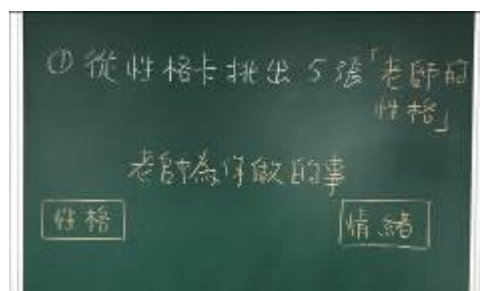 ①從性格卡挑出5張「老師的
性格」
老師為你做的事
性格
情緒